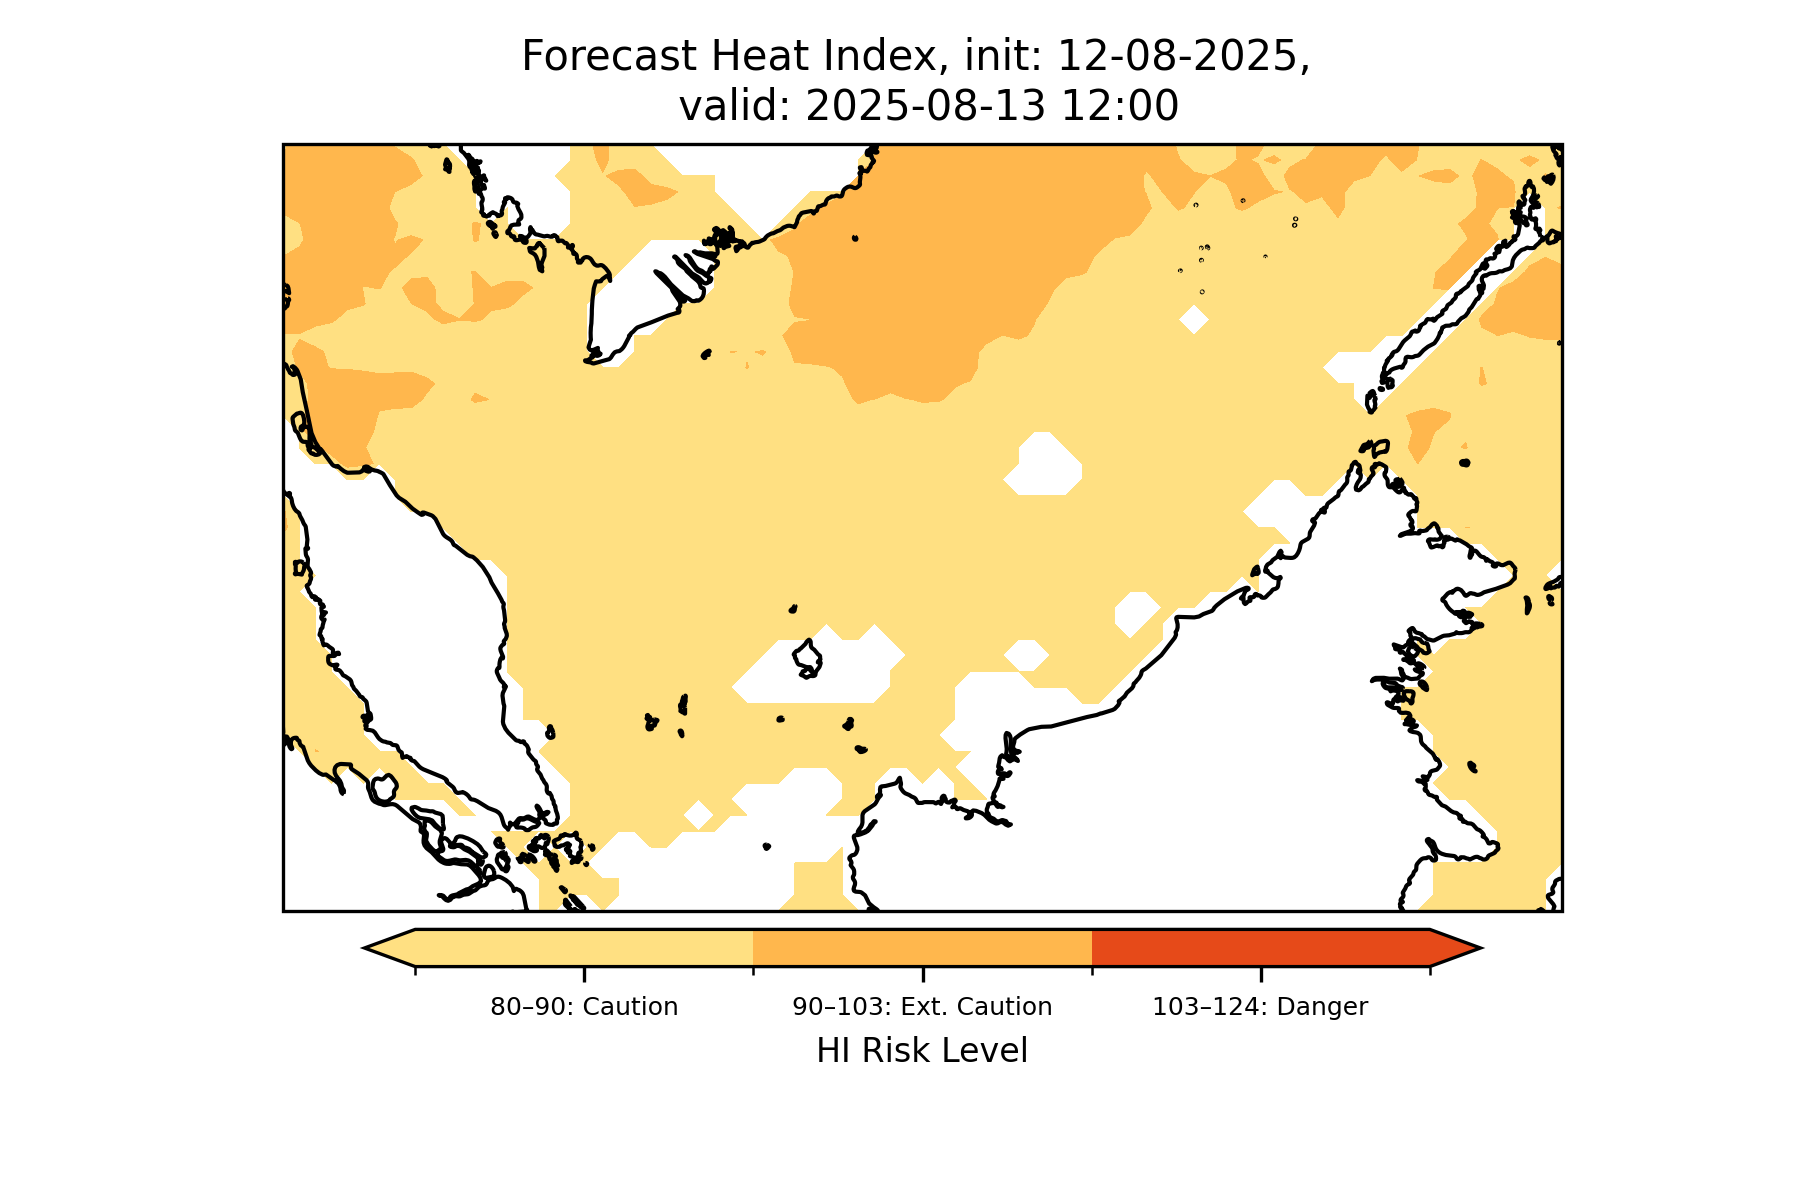 Forecast Heat Index, init: 12-08-2025,
valid: 2025-08-13 12:00
80–90: Caution
90–103: Ext. Caution
103–124: Danger
HI Risk Level